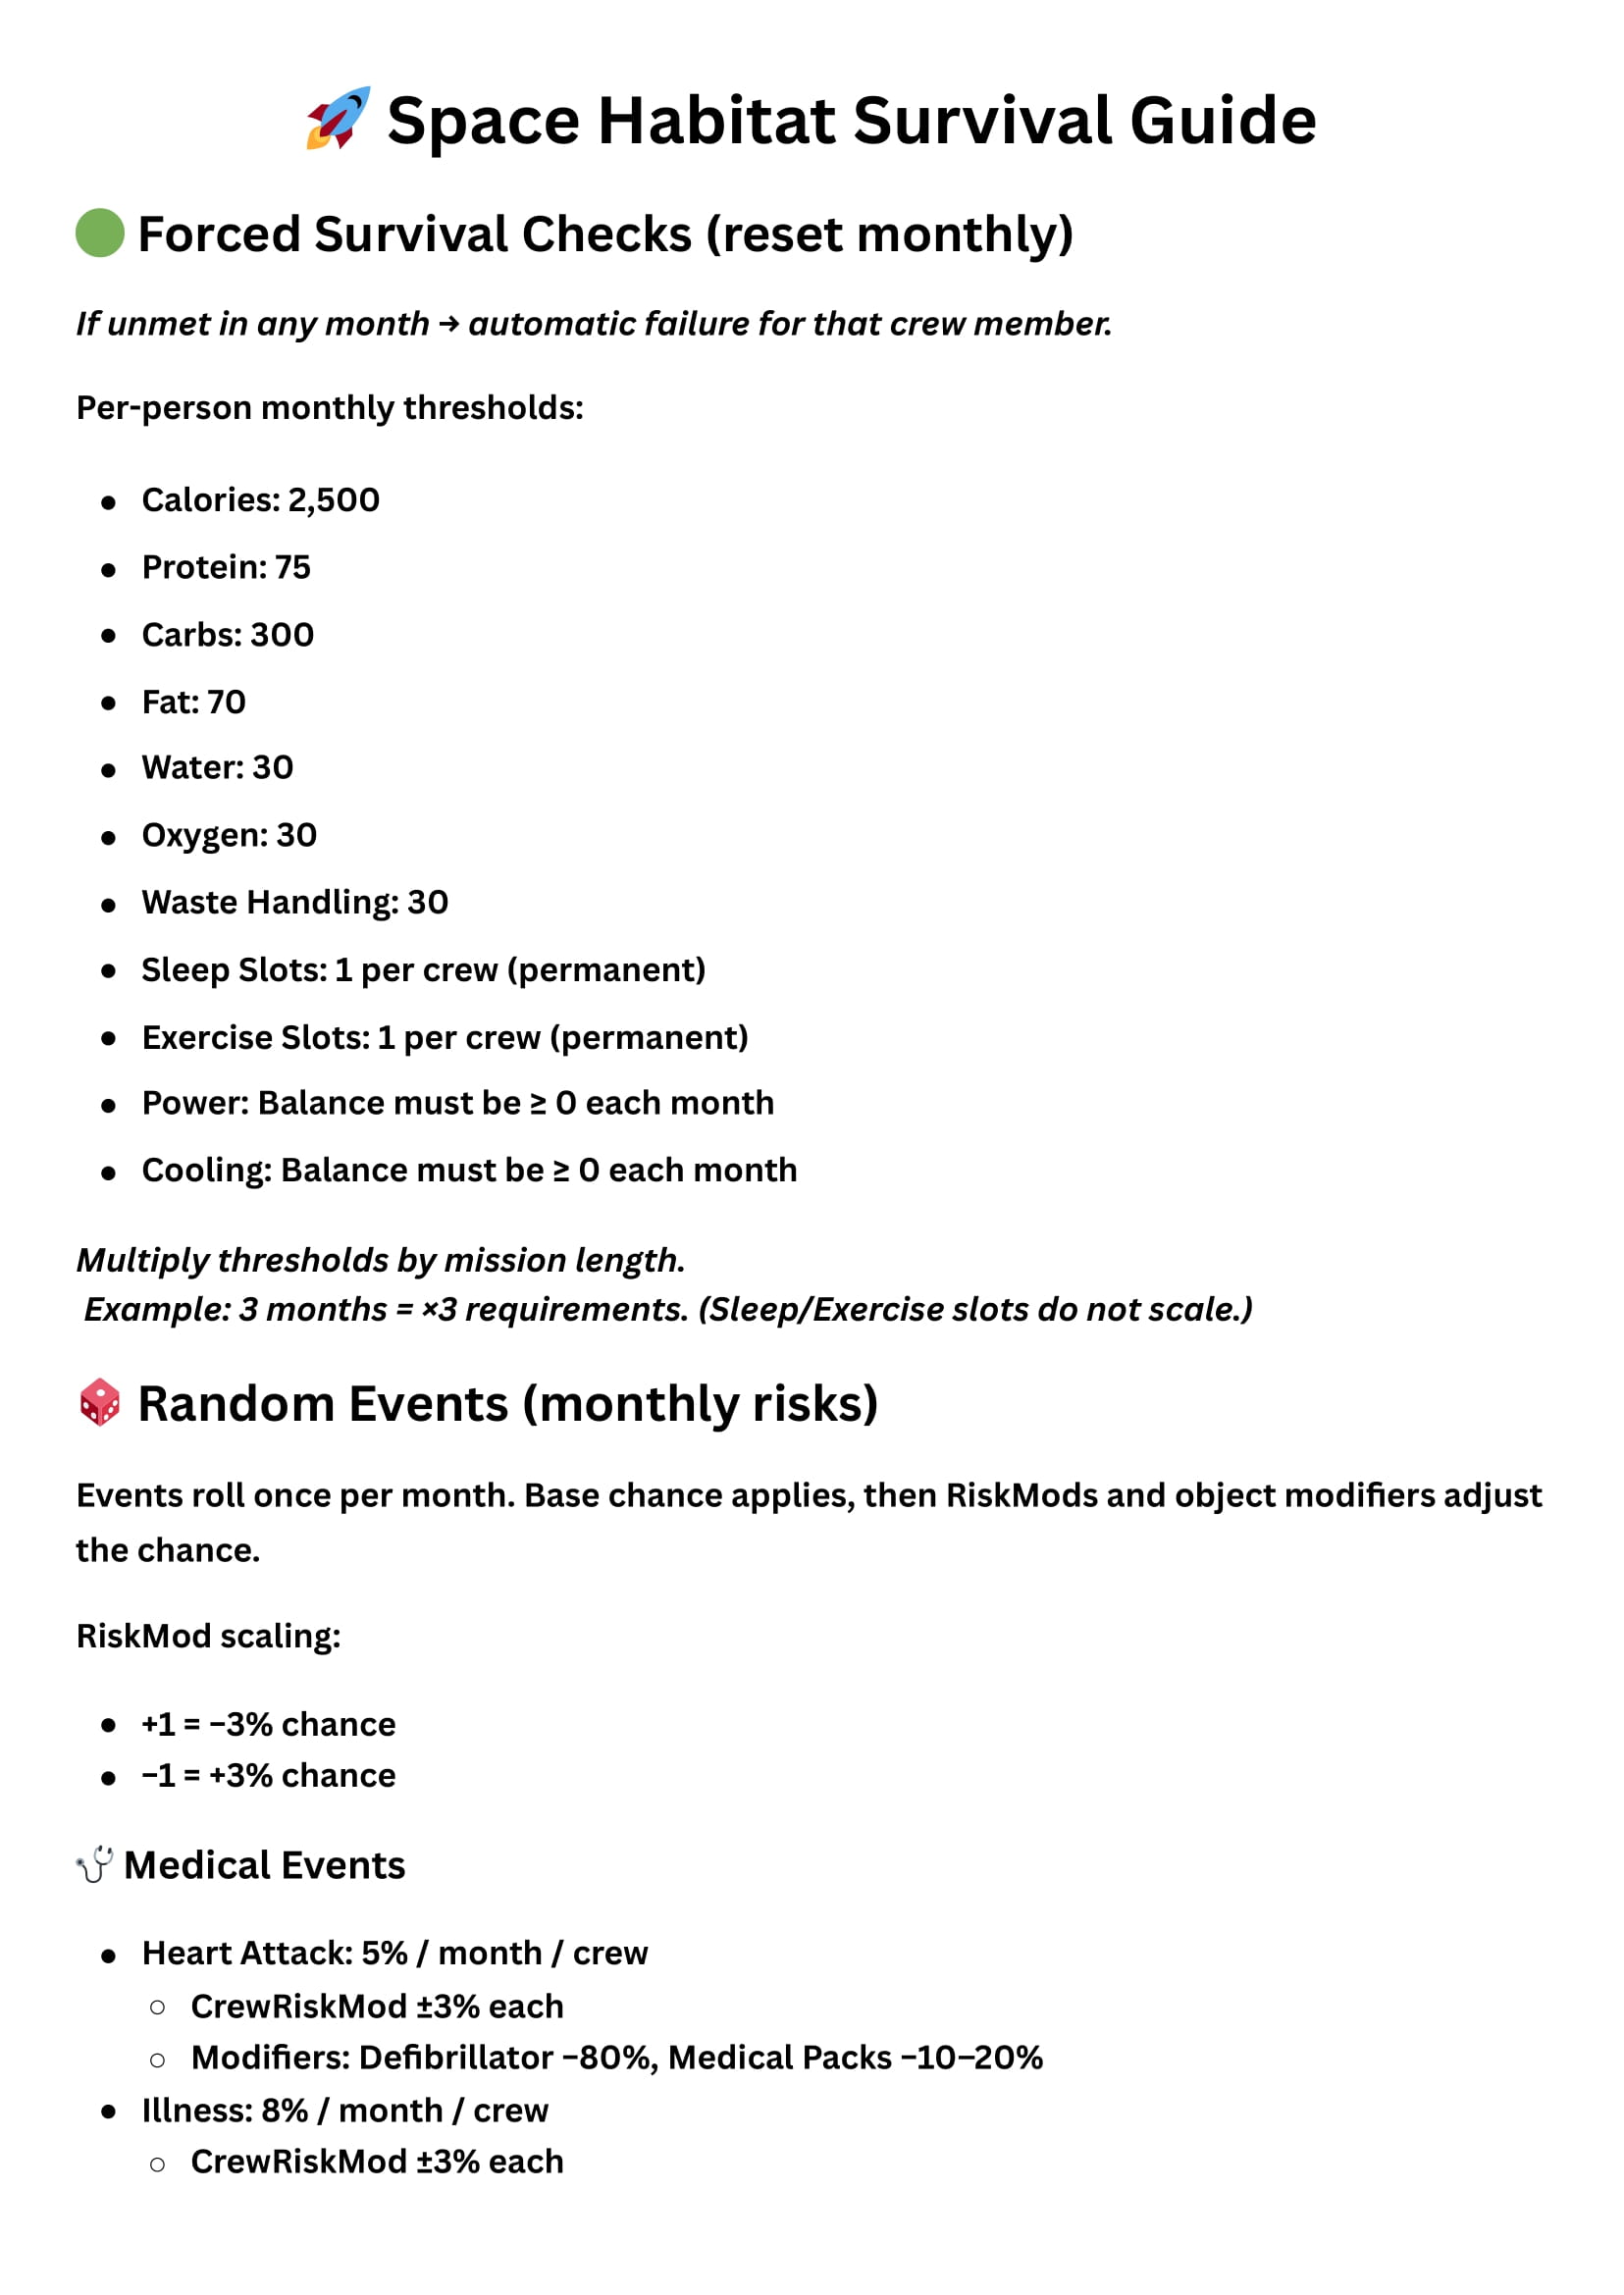 🚀 Space Habitat Survival Guide
🟢 Forced Survival Checks (reset monthly)
If unmet in any month → automatic failure for that crew member.
Per-person monthly thresholds:
● Calories: 2,500
● Protein: 75
● Carbs: 300
● Fat: 70
● Water: 30
● Oxygen: 30
● Waste Handling: 30
● Sleep Slots: 1 per crew (permanent)
● Exercise Slots: 1 per crew (permanent)
● Power: Balance must be ≥ 0 each month
● Cooling: Balance must be ≥ 0 each month
Multiply thresholds by mission length.
Example: 3 months = ×3 requirements. (Sleep/Exercise slots do not scale.)
🎲 Random Events (monthly risks)
Events roll once per month. Base chance applies, then RiskMods and object modifiers adjust
the chance.
RiskMod scaling:
● +1 = −3% chance
● −1 = +3% chance
🩺 Medical Events
● Heart Attack: 5% / month / crew
○ CrewRiskMod ±3% each
○ Modifiers: Defibrillator −80%, Medical Packs −10–20%
● Illness: 8% / month / crew
○ CrewRiskMod ±3% each